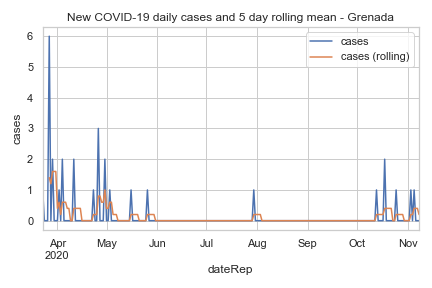 New COVID-19 daily cases and 5 day rolling mean - Grenada
cases
cases (rolling)
6
5
4
3
2
1
0
cases
Apr
2020
May
Jun
Jul
Aug
Sep
Oct
Nov
dateRep